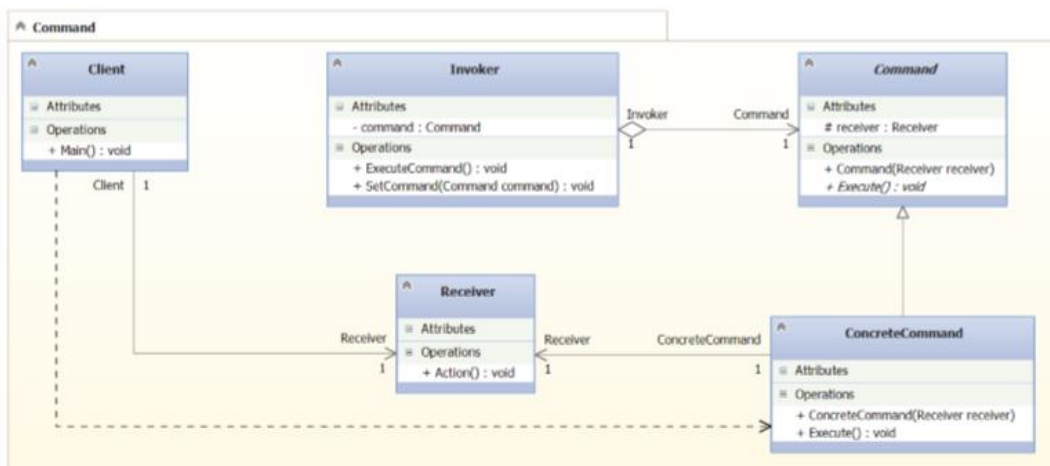 Command
Client
Attributes
Operations
+ Main() : void
Client 1
Invoker
Attributes
- command : Command
Operations
+ ExecuteCommand() : void
+ SetCommand(Command command) : void
Invoker
1
Command
1
Command
Attributes
# receiver : Receiver
Operations
+ Command(Receiver receiver)
+ Execute() : void
Receiver
1
Receiver
Attributes
Operations
+ Action() : void
Receiver
1
ConcreteCommand
1
ConcreteCommand
Attributes
Operations
+ ConcreteCommand(Receiver receiver)
+ Execute() : void